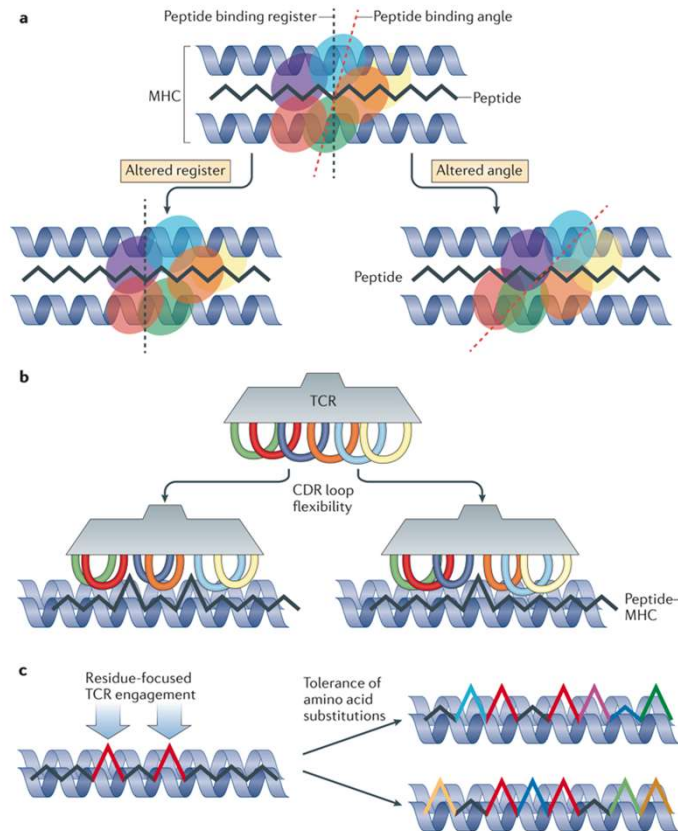 a
Peptide binding register
Peptide binding angle
MHC
Peptide
Altered register
Altered angle
Peptide
b
TCR
CDR loop
flexibility
Peptide–
MHC
c
Residue-focused
TCR engagement
Tolerance of
amino acid
substitutions